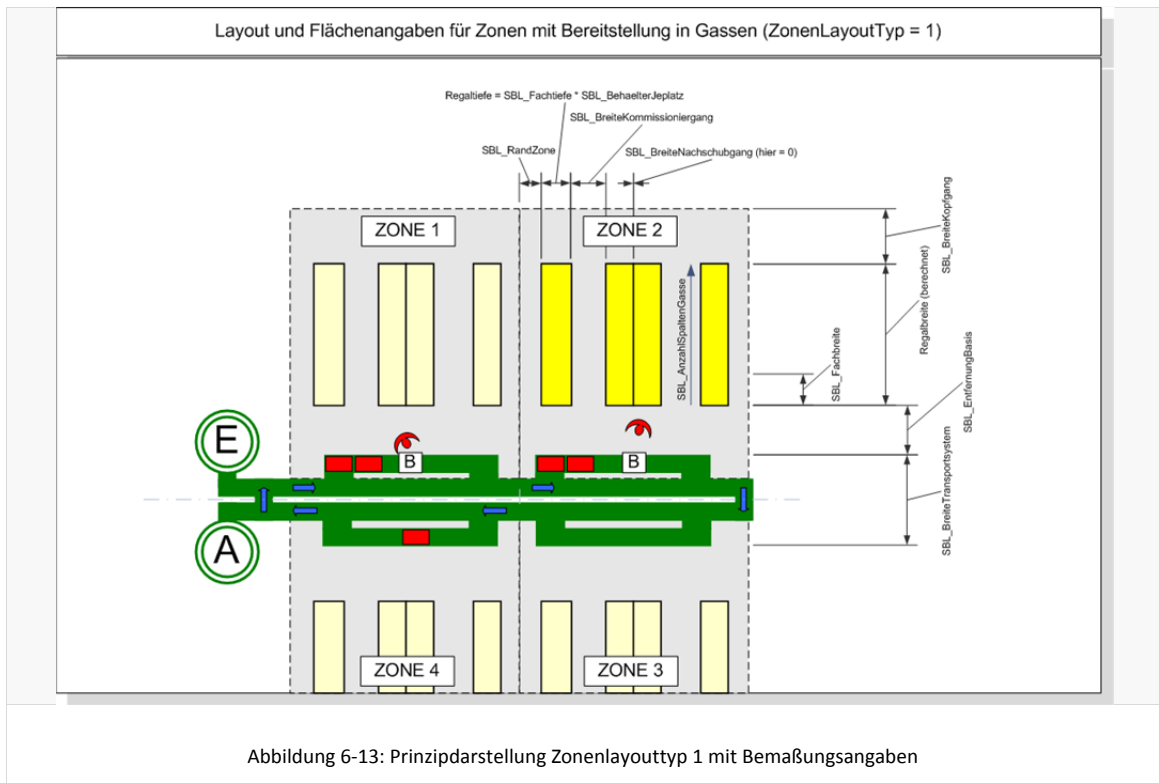 Layout und Flächenangaben für Zonen mit Bereitstellung in Gassen (ZonenLayoutTyp = 1)
Regaltiefe = SBL_Fachtiefe * SBL_BehaelterJeplatz
SBL_BreiteKommissioniergang
SBL_RandZone
SBL_BreiteNachschubgang (hier = 0)
ZONE 1
ZONE 2
SBL_BreiteKopfgang
Regalbreite (berechnet)
SBL_AnzahlSpaltenGasse
SBL_Fachbreite
SBL_EntfernungBasis
SBL_BreiteTransportsystem
E
B
B
A
ZONE 4
ZONE 3
Abbildung 6-13: Prinzipdarstellung Zonenlayouttyp 1 mit Bemaßungsangaben